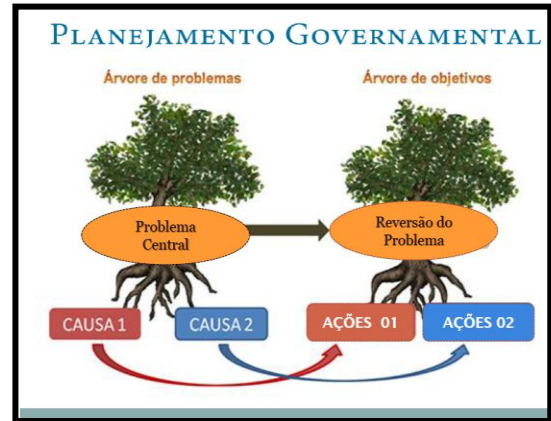 PLANEJAMENTO GOVERNAMENTAL
Árvore de problemas
Árvore de objetivos
Problema
Central
Reversão do
Problema
CAUSA 1
CAUSA 2
AÇÕES 01
AÇÕES 02